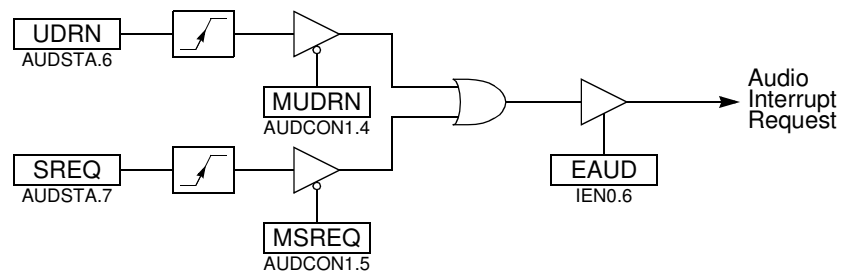 UDRN
AUDSTA.6
MUDRN
AUDCON1.4
Audio
Interrupt
Request
SREQ
AUDSTA.7
EAUD
IEN0.6
MSREQ
AUDCON1.5